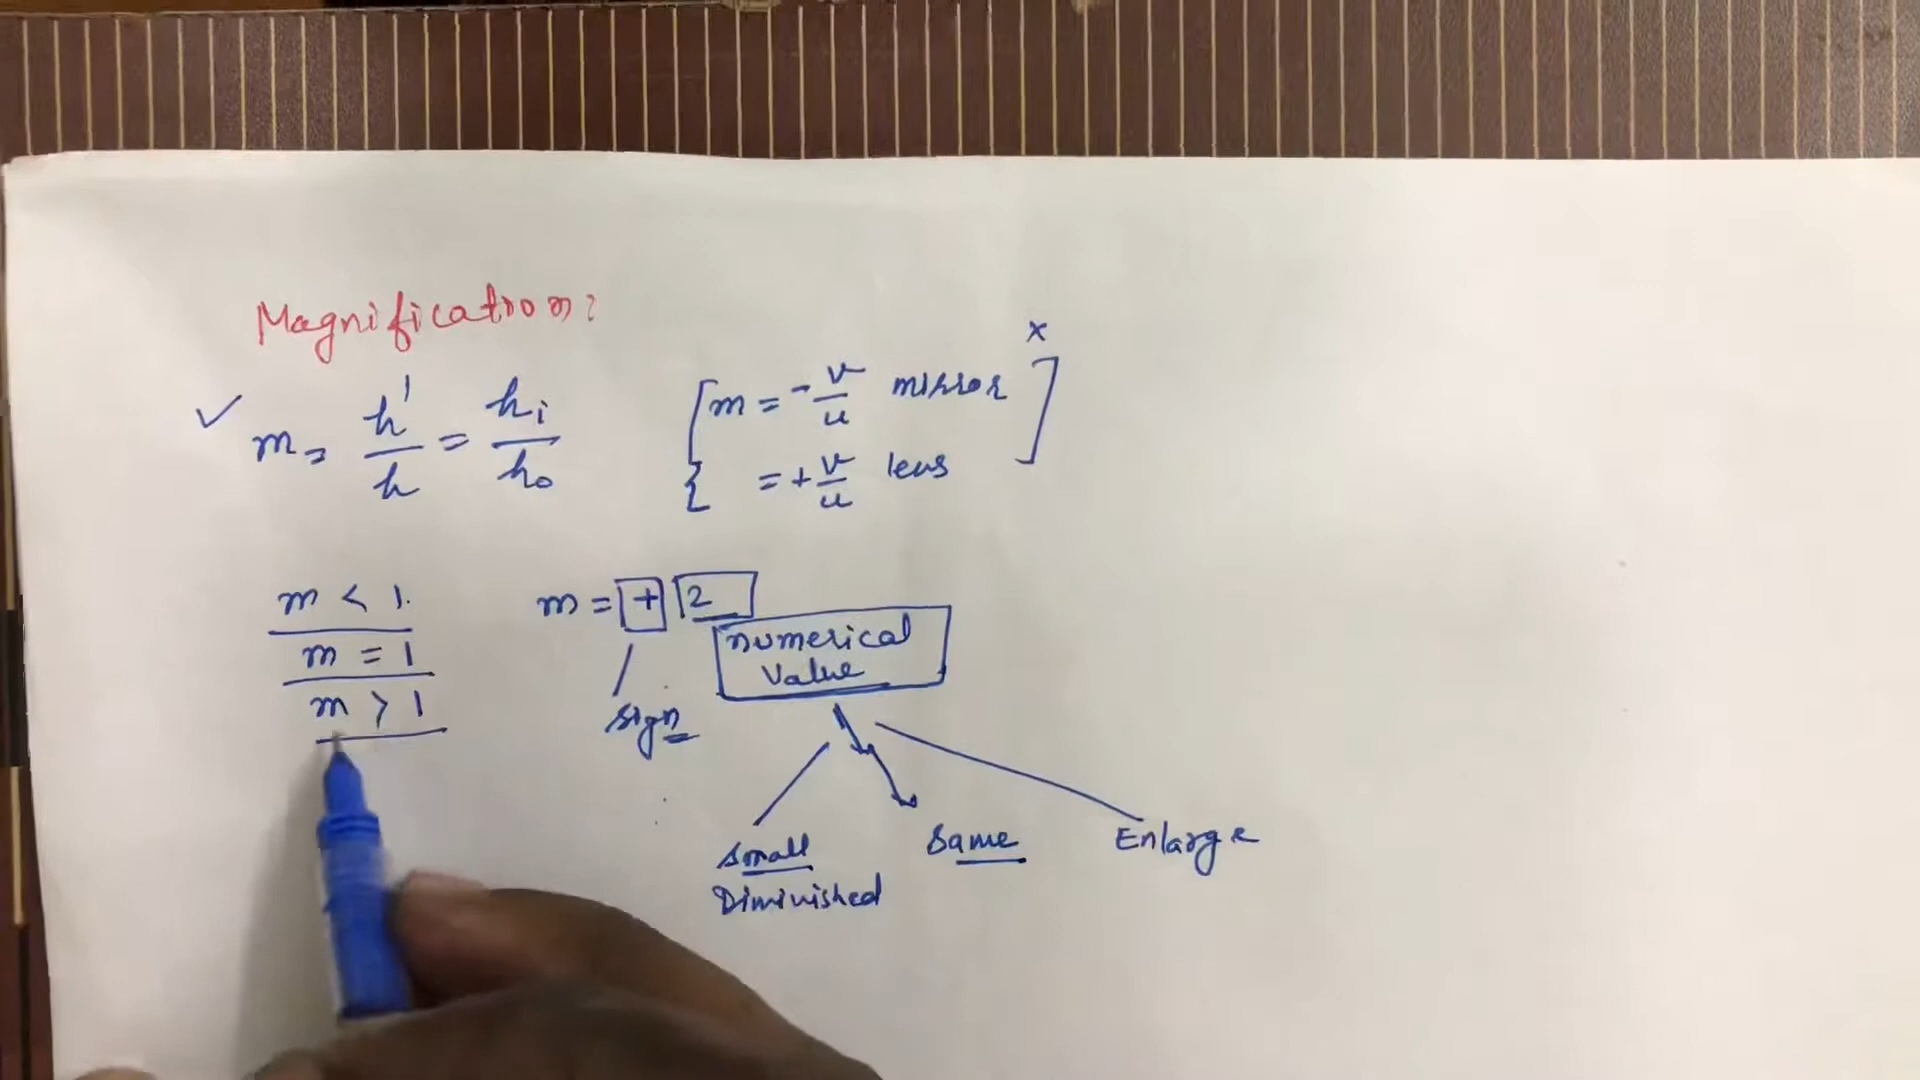 Magnification:
✓ m = h'/h = hi/ho
[m = -v/u mirror] x
{ = +v/u lens
m < 1.
m = 1
m > 1
m = + 2
numerical
value
sign
Small
Diminished
Same
Enlarge